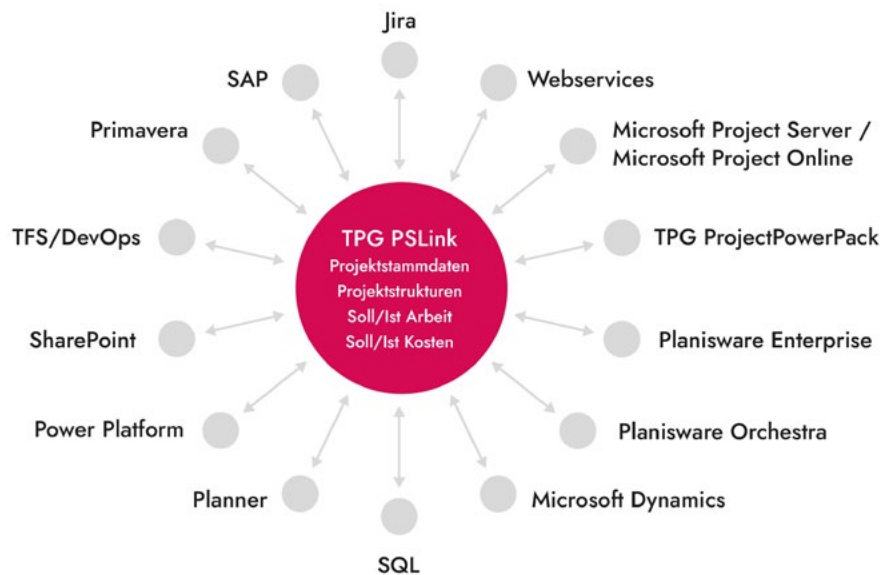 Jira
SAP
Webservices
Primavera
Microsoft Project Server /
Microsoft Project Online
TFS/DevOps
TPG PSLink
Projektstammdaten
Projektstrukturen
Soll/Ist Arbeit
Soll/Ist Kosten
TPG ProjectPowerPack
SharePoint
Planisware Enterprise
Power Platform
Planisware Orchestra
Planner
Microsoft Dynamics
SQL